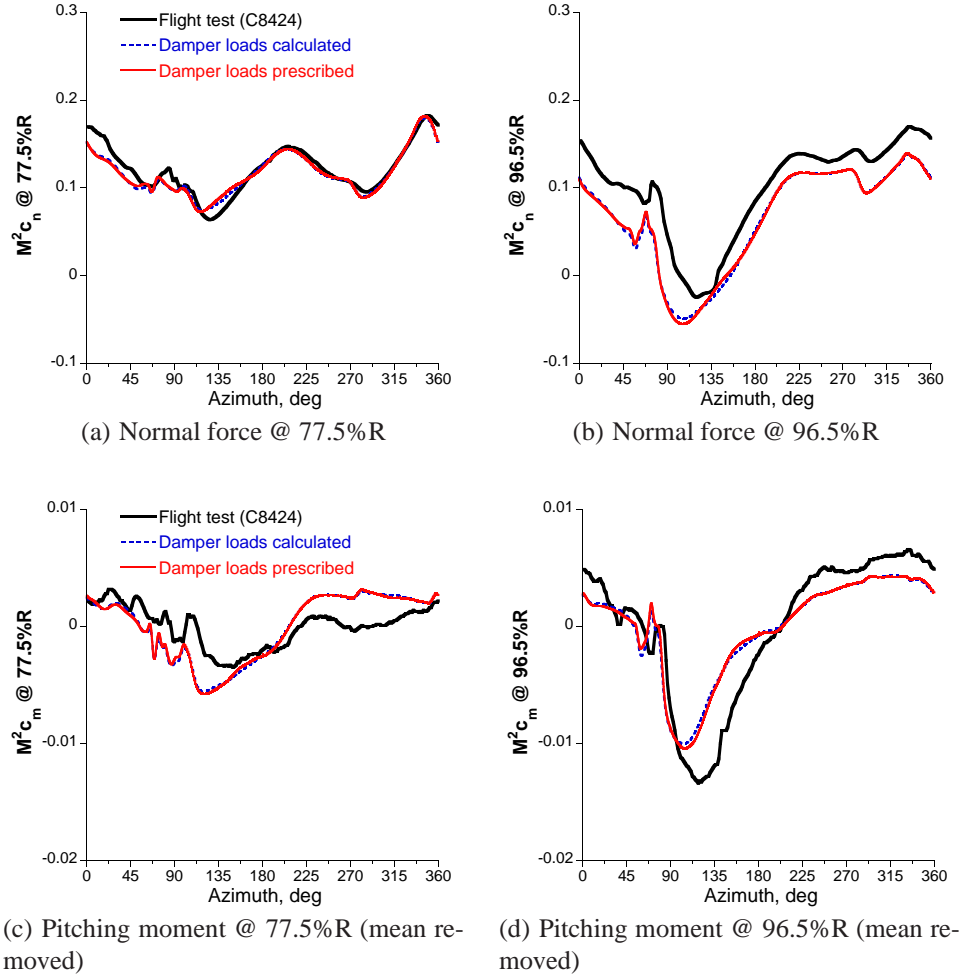 0.3
0.2
0.1
0
-0.1
M²cₙ @ 77.5%R
Flight test (C8424)
Damper loads calculated
Damper loads prescribed
0 45 90 135 180 225 270 315 360
Azimuth, deg
(a) Normal force @ 77.5%R
0.3
0.2
0.1
0
-0.1
M²cₙ @ 96.5%R
0 45 90 135 180 225 270 315 360
Azimuth, deg
(b) Normal force @ 96.5%R
0.01
0
-0.01
-0.02
M²cₘ @ 77.5%R
Flight test (C8424)
Damper loads calculated
Damper loads prescribed
0 45 90 135 180 225 270 315 360
Azimuth, deg
(c) Pitching moment @ 77.5%R (mean re-
moved)
0.01
0
-0.01
-0.02
M²cₘ @ 96.5%R
0 45 90 135 180 225 270 315 360
Azimuth, deg
(d) Pitching moment @ 96.5%R (mean re-
moved)